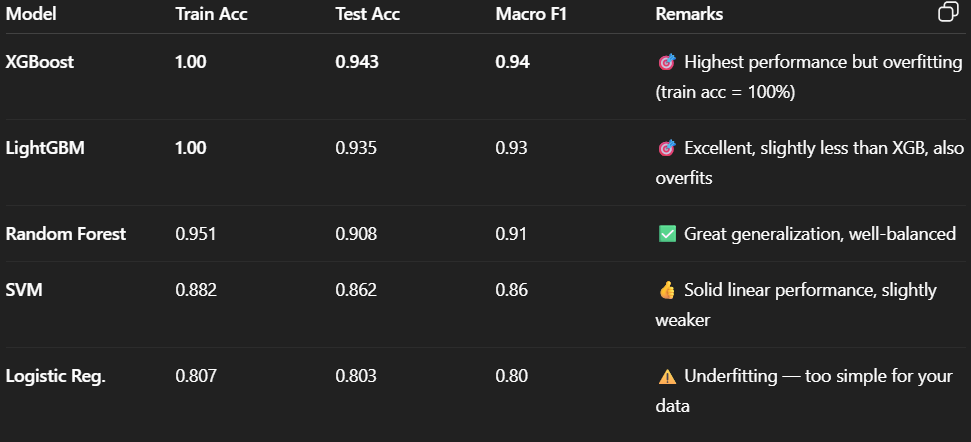 Model Train Acc Test Acc Macro F1 Remarks
XGBoost 1.00 0.943 0.94 🎯 Highest performance but overfitting
(train acc = 100%)
LightGBM 1.00 0.935 0.93 🎯 Excellent, slightly less than XGB, also
overfits
Random Forest 0.951 0.908 0.91 ✅ Great generalization, well-balanced
SVM 0.882 0.862 0.86 👍 Solid linear performance, slightly
weaker
Logistic Reg. 0.807 0.803 0.80 ⚠️ Underfitting — too simple for your
data